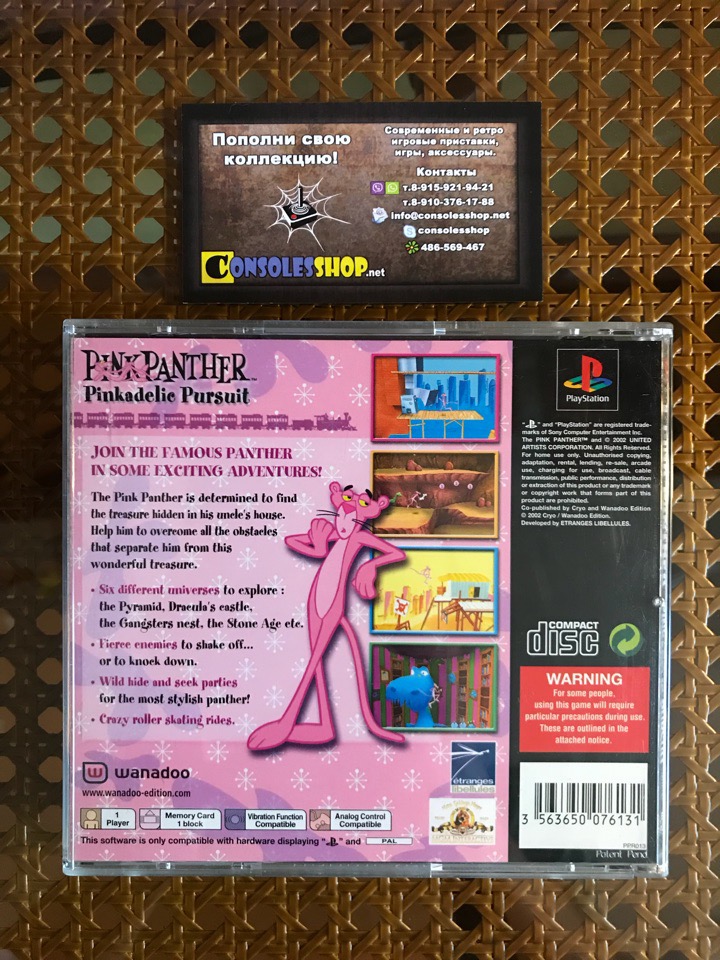 Пополни свою
коллекцию!
Современные и ретро
игровые приставки,
игры, аксессуары.
Контакты
т.8-915-921-94-21
т.8-910-376-17-88
info@consolesshop.net
consolesshop
486-569-467
CONSOLESSHOP.net
PINK PANTHER™
Pinkadelic Pursuit
JOIN THE FAMOUS PANTHER
IN SOME EXCITING ADVENTURES!
The Pink Panther is determined to find
the treasure hidden in his uncle's house.
Help him to overcome all the obstacles
that separate him from this
wonderful treasure.
• Six different universes to explore :
the Pyramid, Dracula's castle,
the Gangsters nest, the Stone Age etc.
• Fierce enemies to shake off...
or to knock down.
• Wild hide and seek parties
for the most stylish panther!
• Crazy roller skating rides.
wanadoo
www.wanadoo-edition.com
étranges
libellules
1
Player
Memory Card
1 block
Vibration Function
Compatible
Analog Control
Compatible
This software is only compatible with hardware displaying " " and PAL
PlayStation
" " and "PlayStation" are registered trade-
marks of Sony Computer Entertainment Inc.
The PINK PANTHER™ and © 2002 UNITED
ARTISTS CORPORATION. All Rights Reserved.
For home use only. Unauthorised copying,
adaptation, rental, lending, re-sale, arcade
use, charging for use, broadcast, cable
transmission, public performance, distribution
or extraction of this product or any trademark
or copyright work that forms part of this
product are prohibited.
Co-published by Cryo and Wanadoo Edition
© 2002 Cryo / Wanadoo Edition.
Developed by ETRANGES LIBELLULES.
COMPACT
disc
WARNING
For some people,
using this game will require
particular precautions during use.
These are outlined in the
attached notice.
3 563650 076131
PPR013
Patent Pend